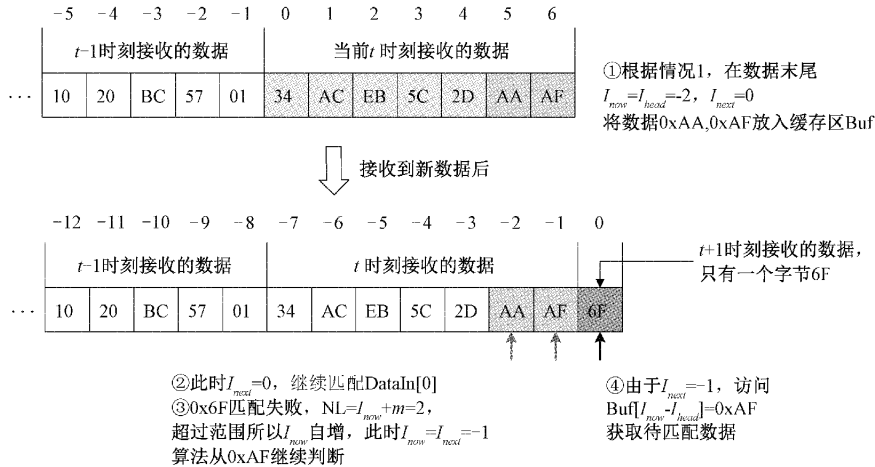 -5 -4 -3 -2 -1 0 1 2 3 4 5 6
t-1时刻接收的数据 当前t 时刻接收的数据
… 10 20 BC 57 01 34 AC EB 5C 2D AA AF
①根据情况1，在数据末尾
Inow=Ihead=-2，Inext=0
将数据0xAA,0xAF放入缓存区Buf
接收到新数据后
-12 -11 -10 -9 -8 -7 -6 -5 -4 -3 -2 -1 0
t-1时刻接收的数据 t 时刻接收的数据
t+1时刻接收的数据，
只有一个字节6F
… 10 20 BC 57 01 34 AC EB 5C 2D AA AF 6F
②此时Inext=0，继续匹配DataIn[0]
③0x6F匹配失败，NL=Inow+m=2，
超过范围所以Inow自增，此时Inow=Inext=-1
算法从0xAF继续判断
④由于Inext=-1，访问
Buf[Inow-Ihead]=0xAF
获取待匹配数据